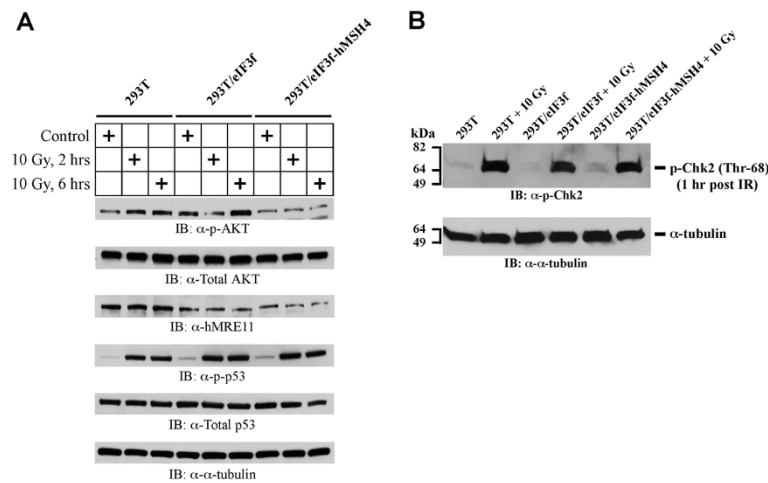 A
293T
293T/eIF3f
293T/eIF3f-hMSH4
Control + + +
10 Gy, 2 hrs + + +
10 Gy, 6 hrs + + +
IB: α-p-AKT
IB: α-Total AKT
IB: α-hMRE11
IB: α-p-p53
IB: α-Total p53
IB: α-α-tubulin
B
293T
293T + 10 Gy
293T/eIF3f
293T/eIF3f + 10 Gy
293T/eIF3f-hMSH4
293T/eIF3f-hMSH4 + 10 Gy
kDa
82
64
49
p-Chk2 (Thr-68)
(1 hr post IR)
IB: α-p-Chk2
64
49
α-tubulin
IB: α-α-tubulin